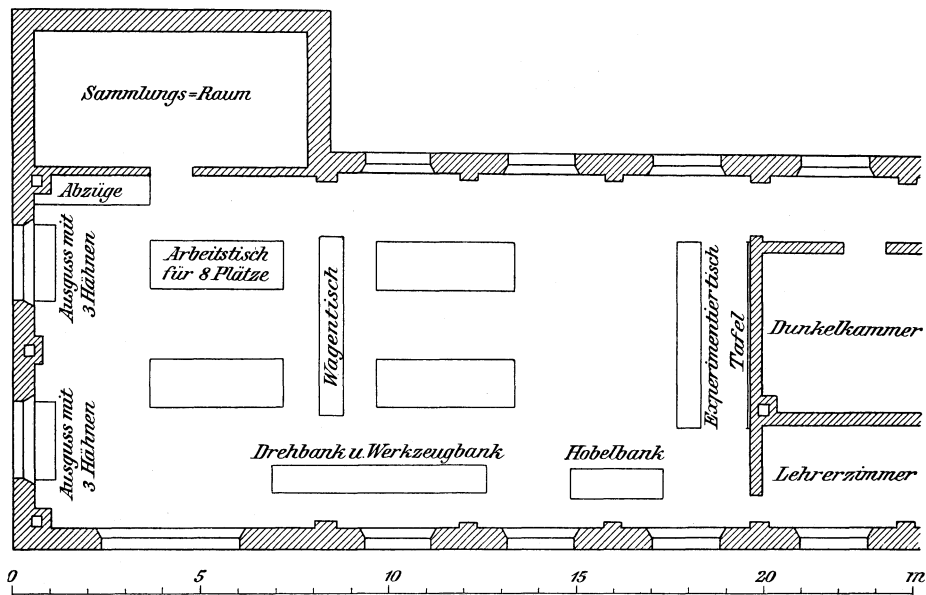 Sammlungs=Raum
Abzüge
Ausguss mit
3 Hähnen
Arbeitstisch
für 8 Plätze
Wagentisch
Experimentiertisch
Tafel
Dunkelkammer
Ausguss mit
3 Hähnen
Drehbank u. Werkzeugbank
Hobelbank
Lehrerzimmer
0 5 10 15 20 m